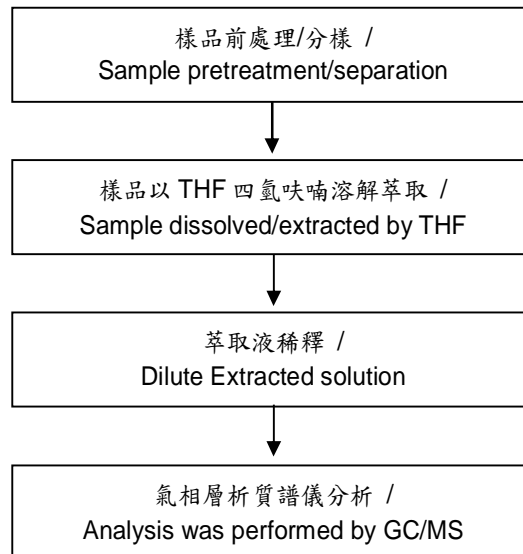 樣品前處理/分樣 /
Sample pretreatment/separation
樣品以 THF 四氫呋喃溶解萃取 /
Sample dissolved/extracted by THF
萃取液稀釋 /
Dilute Extracted solution
氣相層析質譜儀分析 /
Analysis was performed by GC/MS